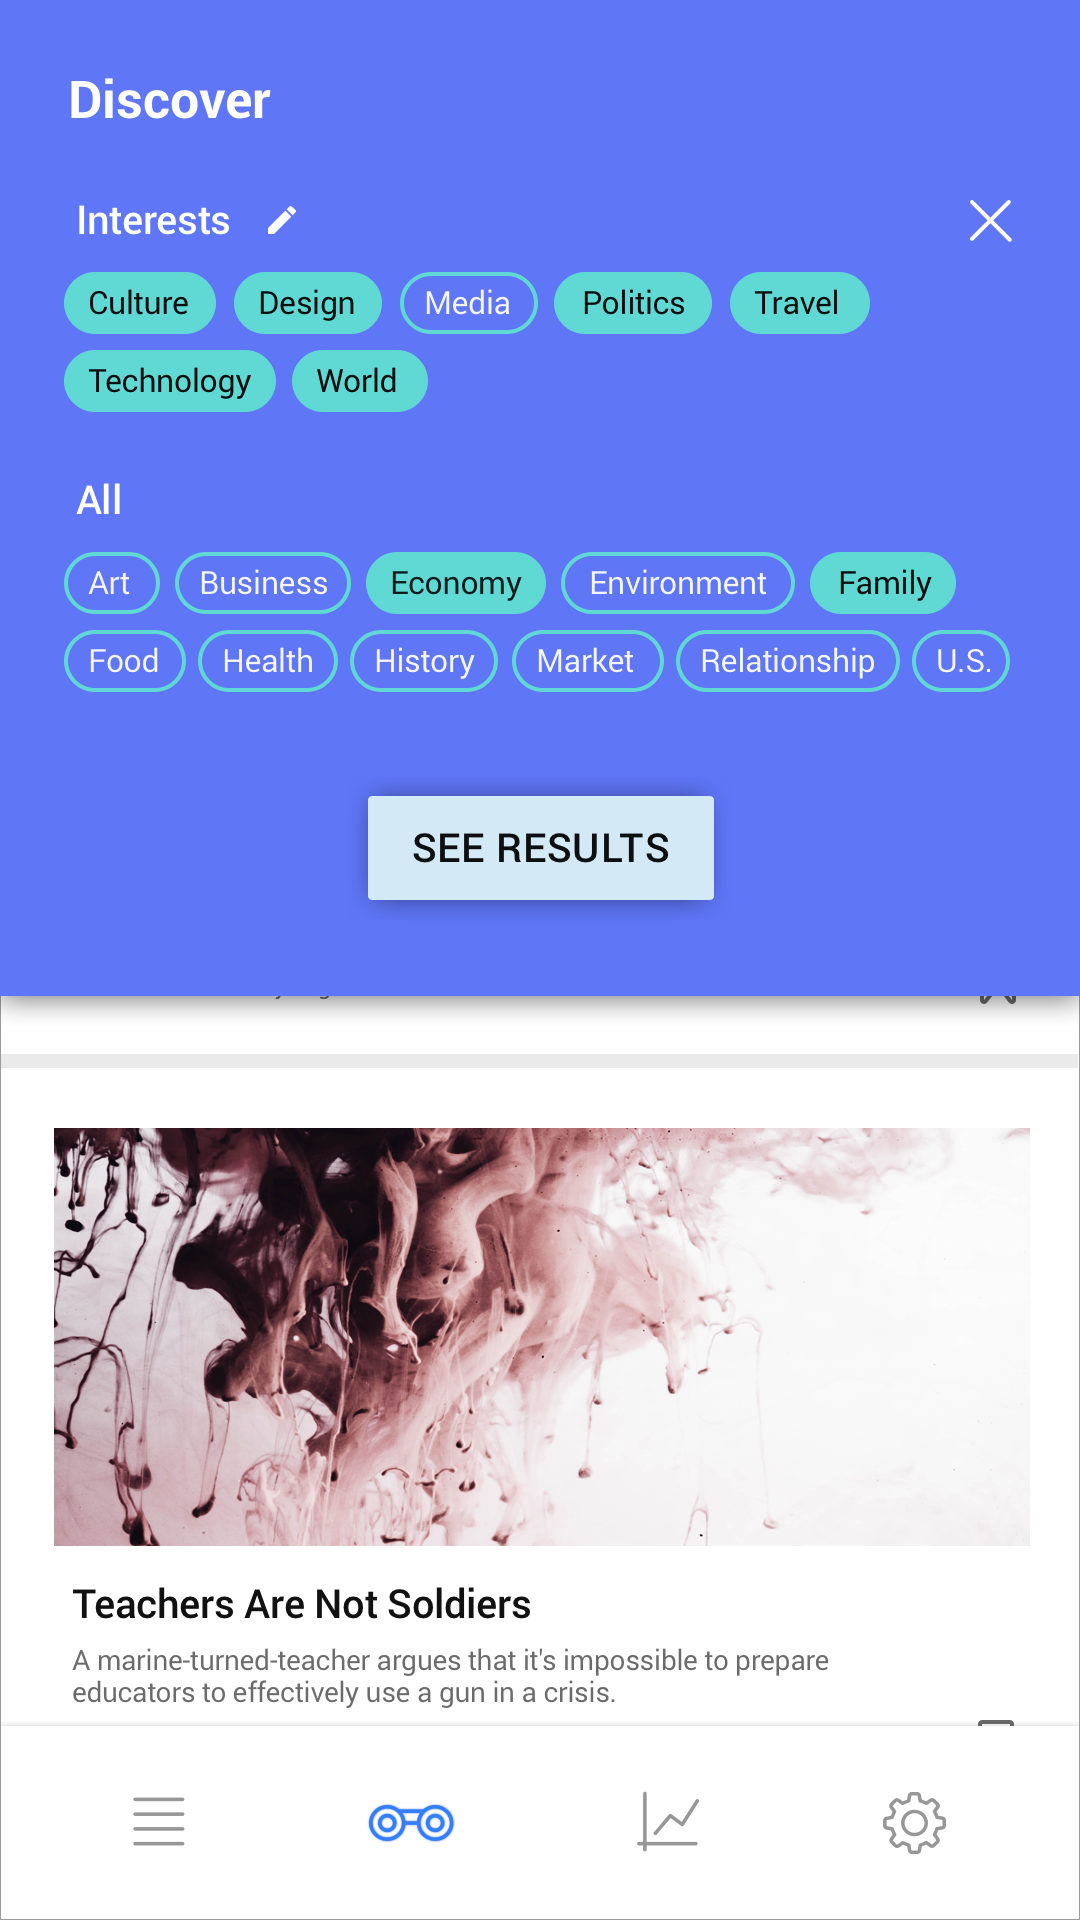 Discover
Interests
Culture Design Media Politics Travel
Technology World
All
Art Business Economy Environment Family
Food Health History Market Relationship U.S.
SEE RESULTS
Teachers Are Not Soldiers
A marine-turned-teacher argues that it's impossible to prepare
educators to effectively use a gun in a crisis.